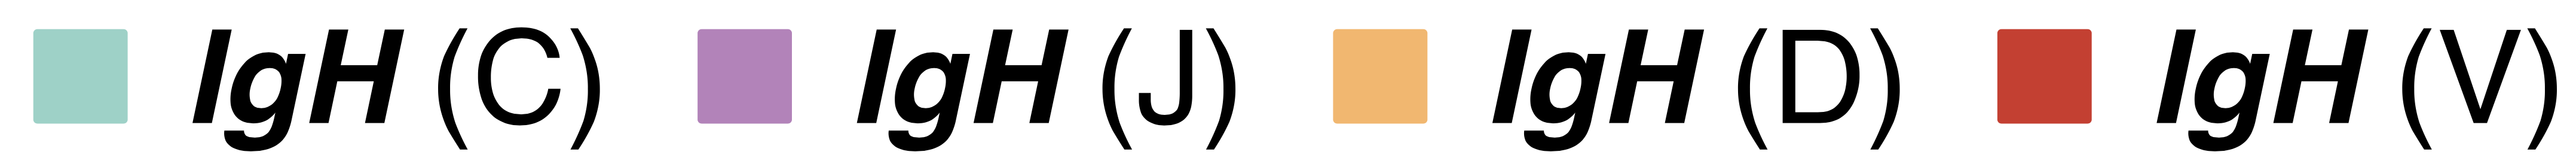 IgH (C) IgH (J) IgH (D) IgH (V)